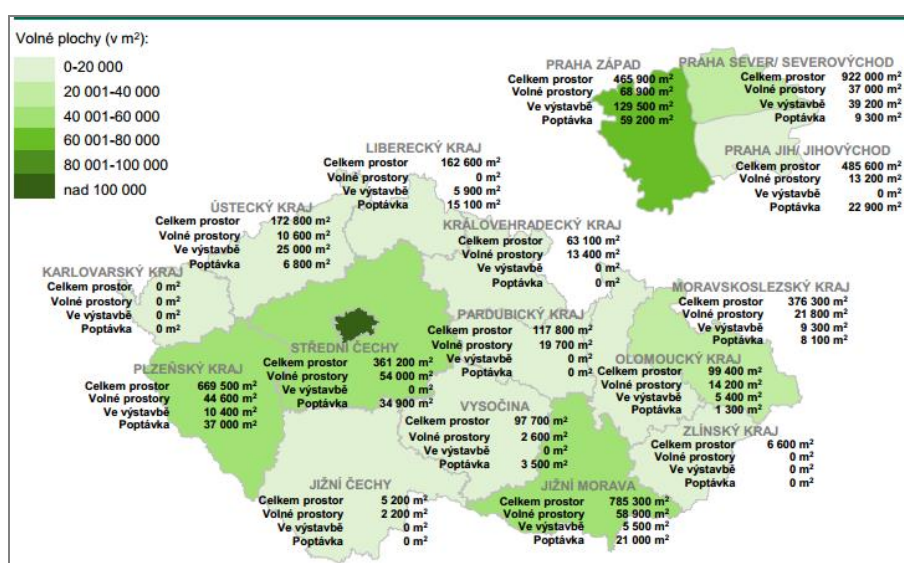 Volné plochy (v m²):
0-20 000
20 001-40 000
40 001-60 000
60 001-80 000
80 001-100 000
nad 100 000
PRAHA ZÁPAD
Celkem prostor 465 900 m²
Volné prostory 68 900 m²
Ve výstavbě 129 500 m²
Poptávka 59 200 m²
PRAHA SEVER/ SEVEROVÝCHOD
Celkem prostor 922 000 m²
Volné prostory 37 000 m²
Ve výstavbě 39 200 m²
Poptávka 9 300 m²
PRAHA JIH/ JIHOVÝCHOD
Celkem prostor 485 600 m²
Volné prostory 13 200 m²
Ve výstavbě 0 m²
Poptávka 22 900 m²
LIBERECKÝ KRAJ
Celkem prostor 162 600 m²
Volné prostory 0 m²
Ve výstavbě 5 900 m²
Poptávka 15 100 m²
ÚSTECKÝ KRAJ
Celkem prostor 172 800 m²
Volné prostory 10 600 m²
Ve výstavbě 25 000 m²
Poptávka 6 800 m²
KRÁLOVEHRADECKÝ KRAJ
Celkem prostor 63 100 m²
Volné prostory 13 400 m²
Ve výstavbě 0 m²
Poptávka 0 m²
KARLOVARSKÝ KRAJ
Celkem prostor 0 m²
Volné prostory 0 m²
Ve výstavbě 0 m²
Poptávka 0 m²
MORAVSKOSLEZSKÝ KRAJ
Celkem prostor 376 300 m²
Volné prostory 21 800 m²
Ve výstavbě 9 300 m²
Poptávka 8 100 m²
PARDUBICKÝ KRAJ
Celkem prostor 117 800 m²
Volné prostory 19 700 m²
Ve výstavbě 0 m²
Poptávka 0 m²
STŘEDNÍ ČECHY
Celkem prostor 361 200 m²
Volné prostory 54 000 m²
Ve výstavbě 0 m²
Poptávka 34 900 m²
PLZEŇSKÝ KRAJ
Celkem prostor 669 500 m²
Volné prostory 44 600 m²
Ve výstavbě 10 400 m²
Poptávka 37 000 m²
OLOMOUCKÝ KRAJ
Celkem prostor 99 400 m²
Volné prostory 14 200 m²
Ve výstavbě 5 400 m²
Poptávka 1 300 m²
VYSOČINA
Celkem prostor 97 700 m²
Volné prostory 2 600 m²
Ve výstavbě 0 m²
Poptávka 3 500 m²
ZLÍNSKÝ KRAJ
Celkem prostor 6 600 m²
Volné prostory 0 m²
Ve výstavbě 0 m²
Poptávka 0 m²
JIŽNÍ ČECHY
Celkem prostor 5 200 m²
Volné prostory 2 200 m²
Ve výstavbě 0 m²
Poptávka 0 m²
JIŽNÍ MORAVA
Celkem prostor 785 300 m²
Volné prostory 58 900 m²
Ve výstavbě 5 500 m²
Poptávka 21 000 m²